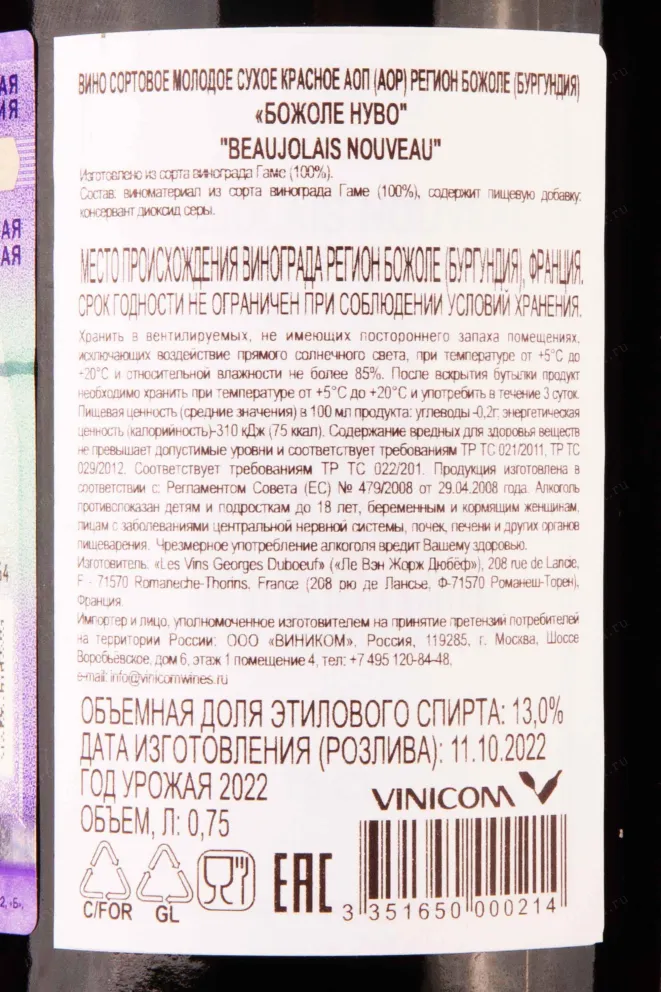 ВИНО СОРТОВОЕ МОЛОДОЕ СУХОЕ КРАСНОЕ АОП (АОР) РЕГИОН БОЖОЛЕ (БУРГУНДИЯ)
«БОЖОЛЕ НУВО"
"BEAUJOLAIS NOUVEAU"
Изготовлено из сорта винограда Гаме (100%).
Состав: виноматериал из сорта винограда Гаме (100%), содержит пищевую добавку:
консервант диоксид серы.
МЕСТО ПРОИСХОЖДЕНИЯ ВИНОГРАДА РЕГИОН БОЖОЛЕ (БУРГУНДИЯ), ФРАНЦИЯ.
СРОК ГОДНОСТИ НЕ ОГРАНИЧЕН ПРИ СОБЛЮДЕНИИ УСЛОВИЙ ХРАНЕНИЯ.
Хранить в вентилируемых, не имеющих постороннего запаха помещениях,
исключающих воздействие прямого солнечного света, при температуре от +5°С до
+20°С и относительной влажности не более 85%. После вскрытия бутылки продукт
необходимо хранить при температуре от +5°С до +20°С и употребить в течение 3 суток.
Пищевая ценность (средние значения) в 100 мл продукта: углеводы -0,2г; энергетическая
ценность (калорийность)-310 кДж (75 ккал). Содержание вредных для здоровья веществ
не превышает допустимые уровни и соответствует требованиям ТР ТС 021/2011, ТР ТС
029/2012. Соответствует требованиям ТР ТС 022/201. Продукция изготовлена в
соответствии с: Регламентом Совета (ЕС) № 479/2008 от 29.04.2008 года. Алкоголь
противопоказан детям и подросткам до 18 лет, беременным и кормящим женщинам,
лицам с заболеваниями центральной нервной системы, почек, печени и других органов
пищеварения. Чрезмерное употребление алкоголя вредит Вашему здоровью.
Изготовитель: «Les Vins Georges Duboeuf» («Ле Вэн Жорж Дюбёф»), 208 rue de Lancie,
F - 71570 Romaneche-Thorins, France (208 рю де Лансье, Ф-71570 Романеш-Торен),
Франция.
Импортер и лицо, уполномоченное изготовителем на принятие претензий потребителей
на территории России: ООО «ВИНИКОМ», Россия, 119285, г. Москва, Шоссе
Воробьёвское, дом 6, этаж 1 помещение 4, тел: +7 495 120-84-48,
e-mail: info@vinicomwines.ru
ОБЪЕМНАЯ ДОЛЯ ЭТИЛОВОГО СПИРТА: 13,0%
ДАТА ИЗГОТОВЛЕНИЯ (РОЗЛИВА): 11.10.2022
ГОД УРОЖАЯ 2022
VINICOM
ОБЪЕМ, Л: 0,75
C/FOR
GL
EAC
3 351650 000214